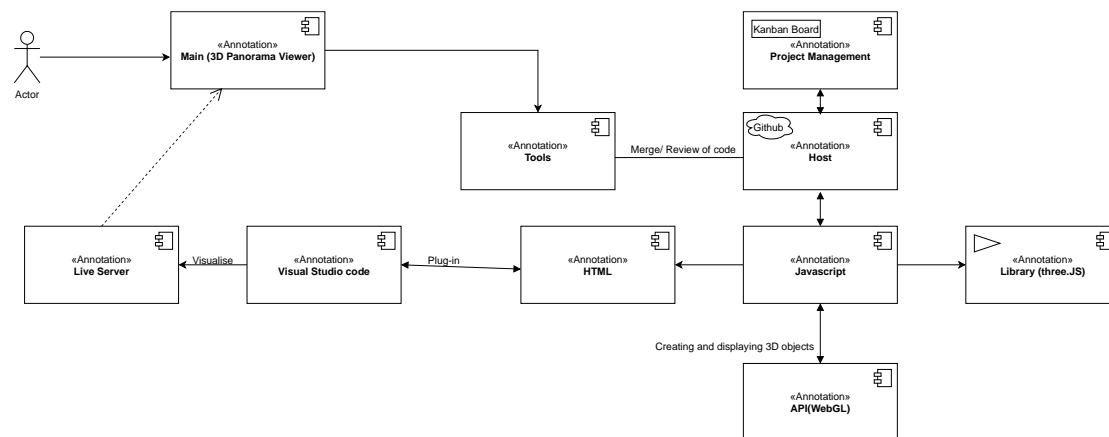 Actor
«Annotation»
Main (3D Panorama Viewer)
Kanban Board
«Annotation»
Project Management
«Annotation»
Tools
Merge/ Review of code
Github
«Annotation»
Host
«Annotation»
Live Server
Visualise
«Annotation»
Visual Studio code
Plug-in
«Annotation»
HTML
«Annotation»
Javascript
«Annotation»
Library (three.JS)
Creating and displaying 3D objects
«Annotation»
API(WebGL)